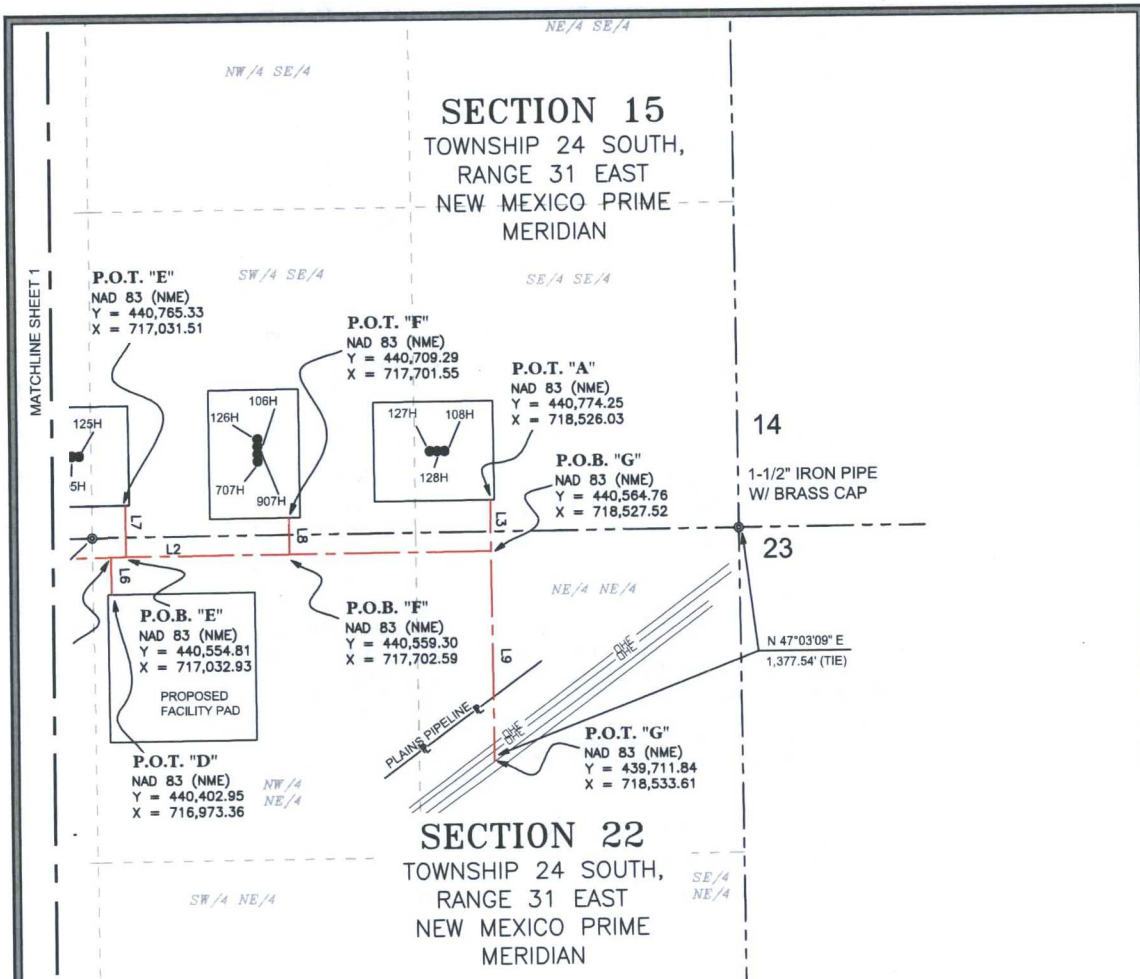 NE/4 SE/4
NW/4 SE/4
SECTION 15
TOWNSHIP 24 SOUTH,
RANGE 31 EAST
NEW MEXICO PRIME
MERIDIAN
MATCHLINE SHEET 1
SW/4 SE/4
SE/4 SE/4
P.O.T. "E"
NAD 83 (NME)
Y = 440,765.33
X = 717,031.51
P.O.T. "F"
NAD 83 (NME)
Y = 440,709.29
X = 717,701.55
P.O.T. "A"
NAD 83 (NME)
Y = 440,774.25
X = 718,526.03
125H
5H
126H
106H
707H
907H
127H
108H
128H
14
P.O.B. "G"
NAD 83 (NME)
Y = 440,564.76
X = 718,527.52
1-1/2" IRON PIPE
W/ BRASS CAP
23
L7
L2
L8
L3
L6
L9
P.O.B. "E"
NAD 83 (NME)
Y = 440,554.81
X = 717,032.93
PROPOSED
FACILITY PAD
P.O.B. "F"
NAD 83 (NME)
Y = 440,559.30
X = 717,702.59
NE/4 NE/4
OHE
OHE
N 47°03'09" E
1,377.54' (TIE)
PLAINS PIPELINE
OHE
OHE
P.O.T. "G"
NAD 83 (NME)
Y = 439,711.84
X = 718,533.61
P.O.T. "D"
NAD 83 (NME)
Y = 440,402.95
X = 716,973.36
NW/4
NE/4
SECTION 22
TOWNSHIP 24 SOUTH,
RANGE 31 EAST
NEW MEXICO PRIME
MERIDIAN
SW/4 NE/4
SE/4
NE/4